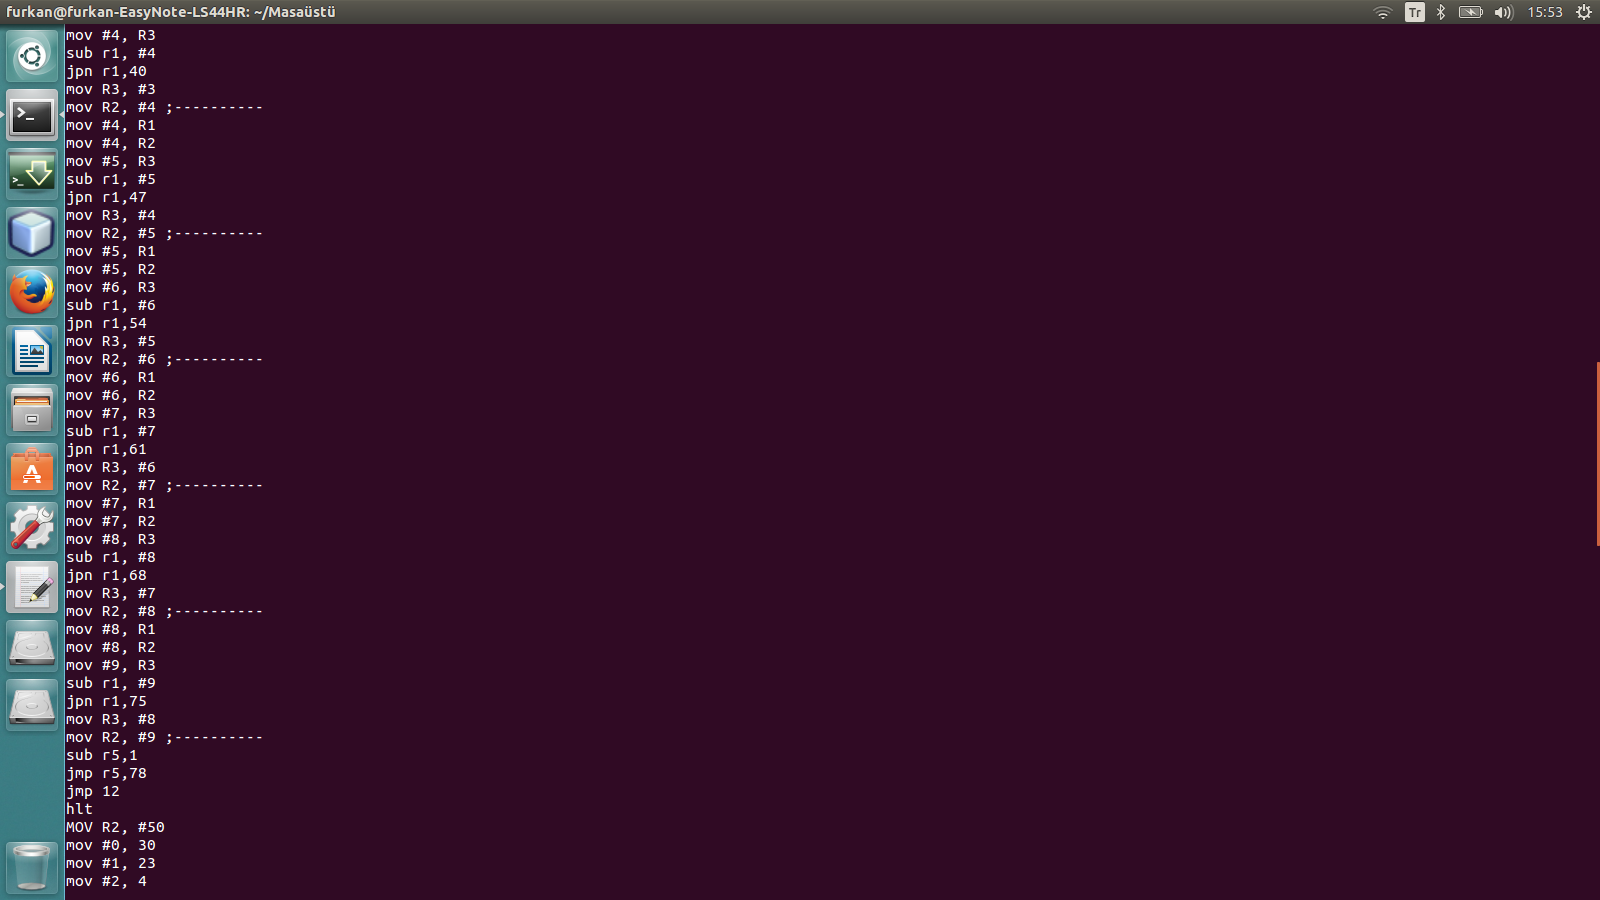 furkan@furkan-EasyNote-LS44HR: ~/Masaüstü
Tr
15:53
mov #4, R3
sub r1, #4
jpn r1,40
mov R3, #3
mov R2, #4 ;----------
mov #4, R1
mov #4, R2
mov #5, R3
sub r1, #5
jpn r1,47
mov R3, #4
mov R2, #5 ;----------
mov #5, R1
mov #5, R2
mov #6, R3
sub r1, #6
jpn r1,54
mov R3, #5
mov R2, #6 ;----------
mov #6, R1
mov #6, R2
mov #7, R3
sub r1, #7
jpn r1,61
mov R3, #6
mov R2, #7 ;----------
mov #7, R1
mov #7, R2
mov #8, R3
sub r1, #8
jpn r1,68
mov R3, #7
mov R2, #8 ;----------
mov #8, R1
mov #8, R2
mov #9, R3
sub r1, #9
jpn r1,75
mov R3, #8
mov R2, #9 ;----------
sub r5,1
jmp r5,78
jmp 12
hlt
MOV R2, #50
mov #0, 30
mov #1, 23
mov #2, 4